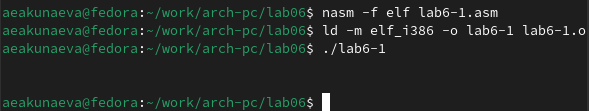 aeakunaeva@fedora:~/work/arch-pc/lab06$ nasm -f elf lab6-1.asm
aeakunaeva@fedora:~/work/arch-pc/lab06$ ld -m elf_i386 -o lab6-1 lab6-1.o
aeakunaeva@fedora:~/work/arch-pc/lab06$ ./lab6-1
aeakunaeva@fedora:~/work/arch-pc/lab06$